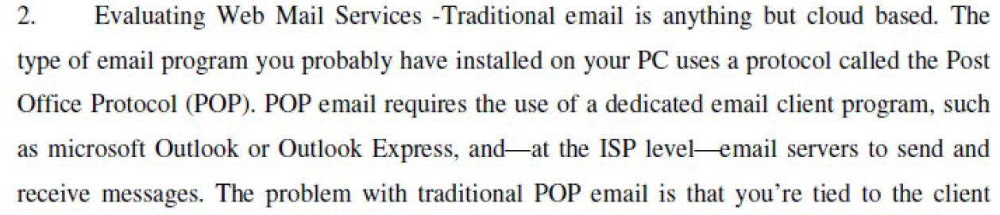 2. Evaluating Web Mail Services -Traditional email is anything but cloud based. The
type of email program you probably have installed on your PC uses a protocol called the Post
Office Protocol (POP). POP email requires the use of a dedicated email client program, such
as microsoft Outlook or Outlook Express, and—at the ISP level—email servers to send and
receive messages. The problem with traditional POP email is that you’re tied to the client